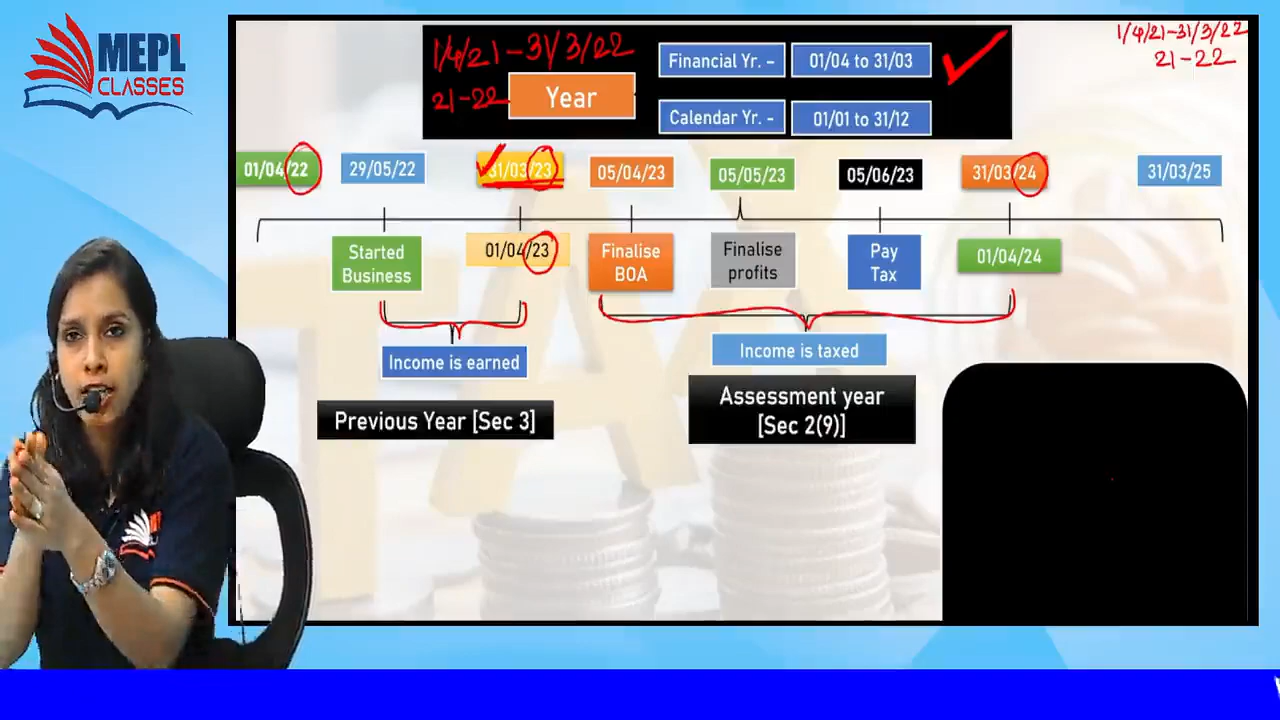 MEPL
CLASSES
1/4/21-31/3/22
21-22
Year
Financial Yr. -
01/04 to 31/03
Calendar Yr. -
01/01 to 31/12
1/4/21-31/3/22
21-22
01/04/22
29/05/22
31/03/23
05/04/23
05/05/23
05/06/23
31/03/24
31/03/25
Started
Business
01/04/23
Finalise
BOA
Finalise
profits
Pay
Tax
01/04/24
Income is earned
Income is taxed
Previous Year [Sec 3]
Assessment year
[Sec 2(9)]